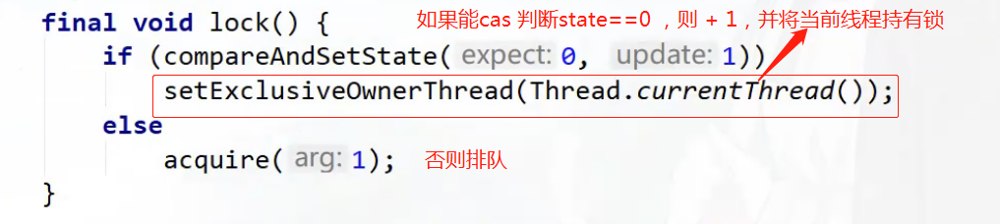 final void lock() {
如果能cas 判断state==0 ，则 + 1，并将当前线程持有锁
if (compareAndSetState( expect: 0, update: 1))
setExclusiveOwnerThread(Thread.currentThread());
else
acquire( arg: 1); 否则排队
}